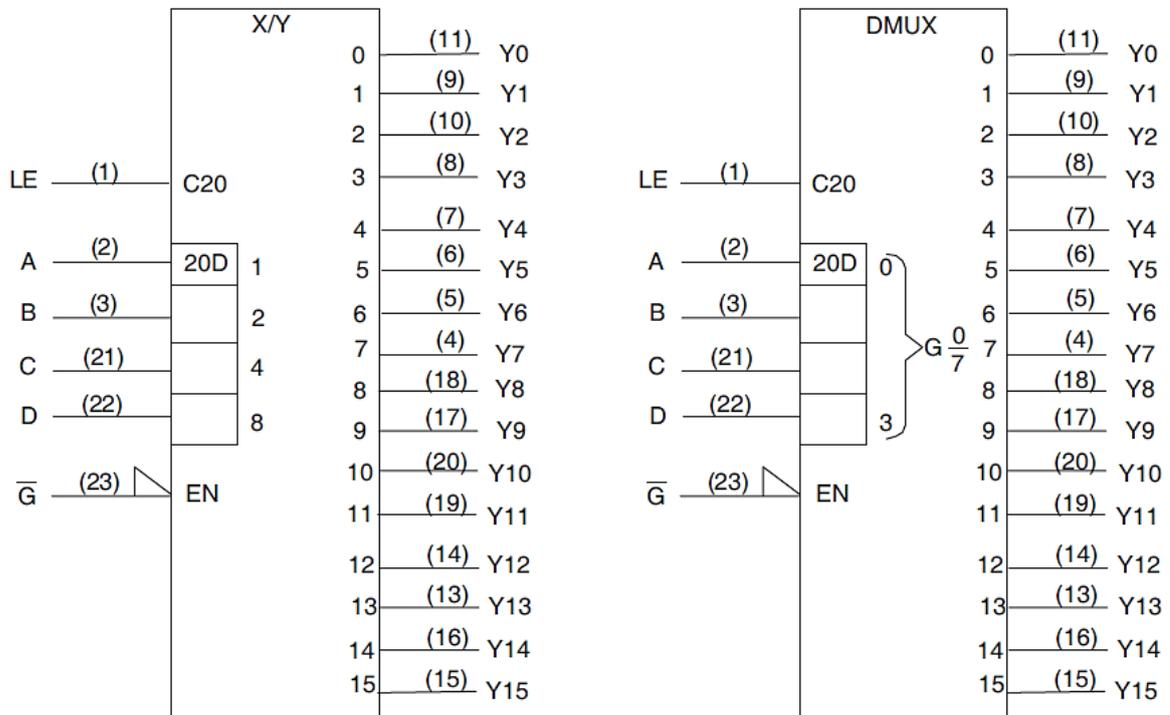 X/Y
0 (11) Y0
1 (9) Y1
2 (10) Y2
LE (1) C20
3 (8) Y3
4 (7) Y4
A (2) 20D 1
5 (6) Y5
B (3) 2
6 (5) Y6
7 (4) Y7
C (21) 4
8 (18) Y8
D (22) 8
9 (17) Y9
10 (20) Y10
G̅ (23) EN
11 (19) Y11
12 (14) Y12
13 (13) Y13
14 (16) Y14
15 (15) Y15
DMUX
0 (11) Y0
1 (9) Y1
2 (10) Y2
LE (1) C20
3 (8) Y3
4 (7) Y4
A (2) 20D 0
5 (6) Y5
B (3)
6 (5) Y6
G 0/7
7 (4) Y7
C (21)
8 (18) Y8
D (22) 3
9 (17) Y9
10 (20) Y10
G̅ (23) EN
11 (19) Y11
12 (14) Y12
13 (13) Y13
14 (16) Y14
15 (15) Y15